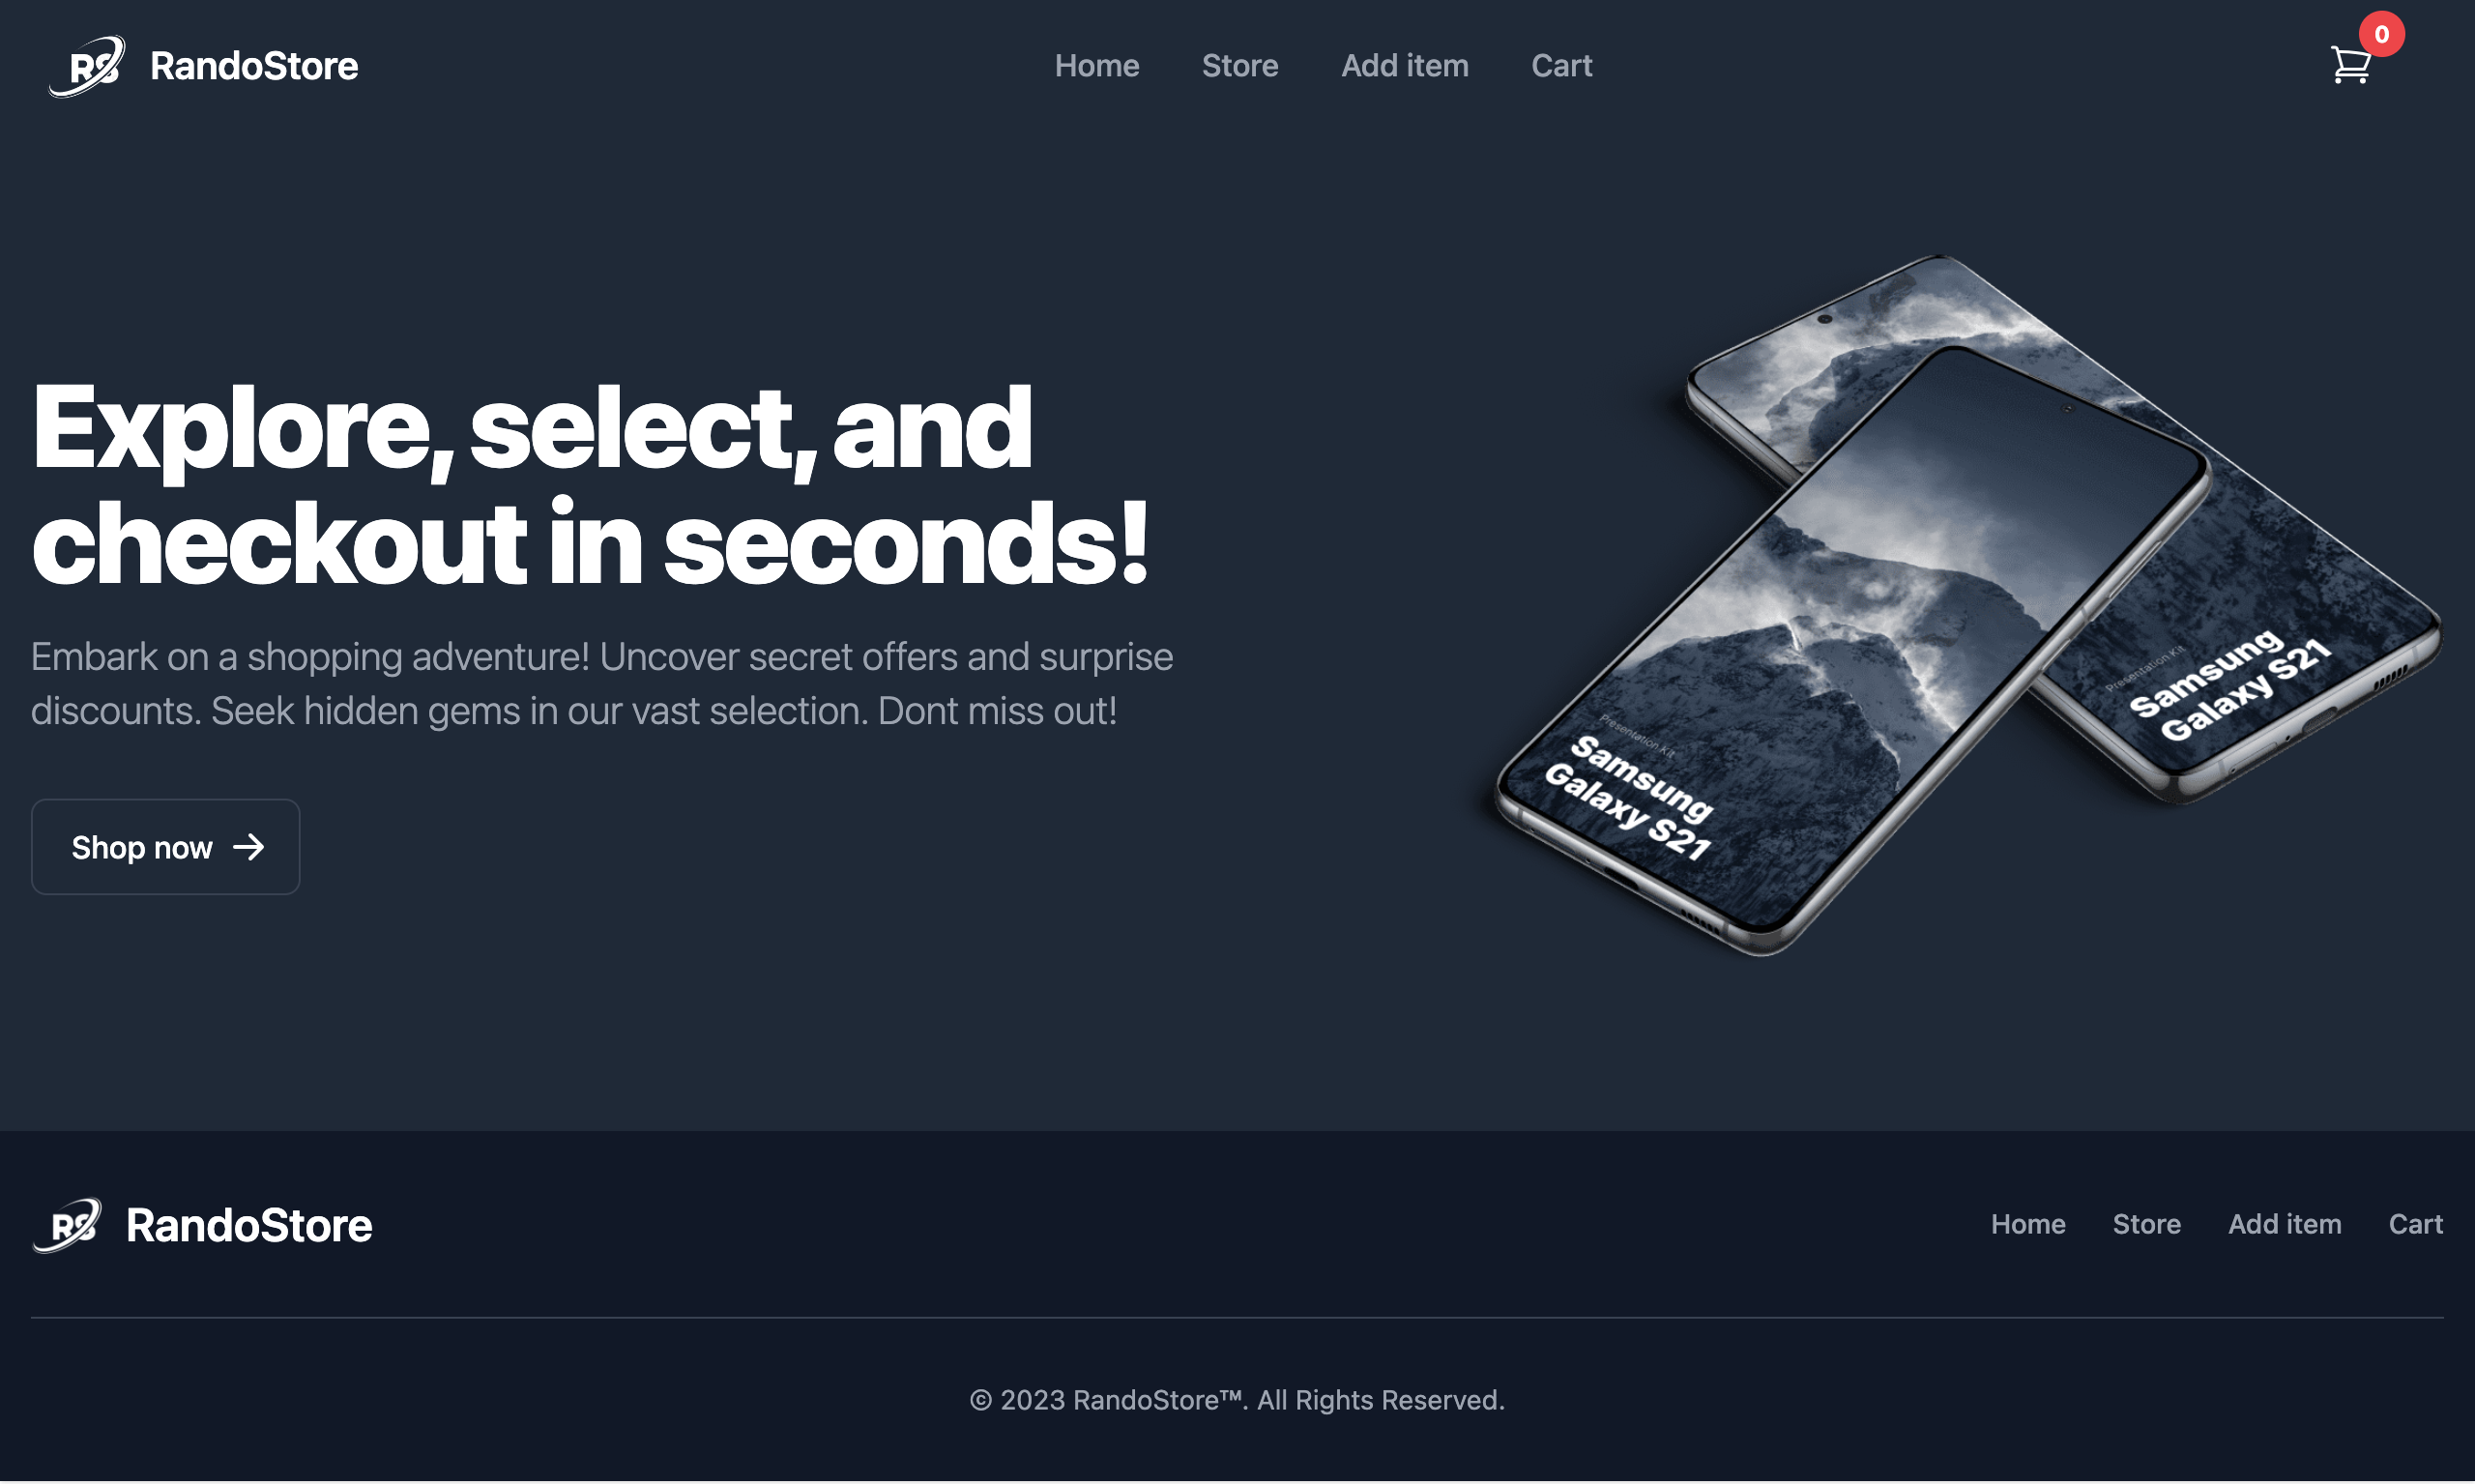 RS RandoStore
Home Store Add item Cart
0
Explore, select, and
checkout in seconds!
Embark on a shopping adventure! Uncover secret offers and surprise
discounts. Seek hidden gems in our vast selection. Dont miss out!
Shop now
Presentation Kit
Samsung
Galaxy S21
Presentation Kit
Samsung
Galaxy S21
RS RandoStore
Home Store Add item Cart
© 2023 RandoStore™. All Rights Reserved.